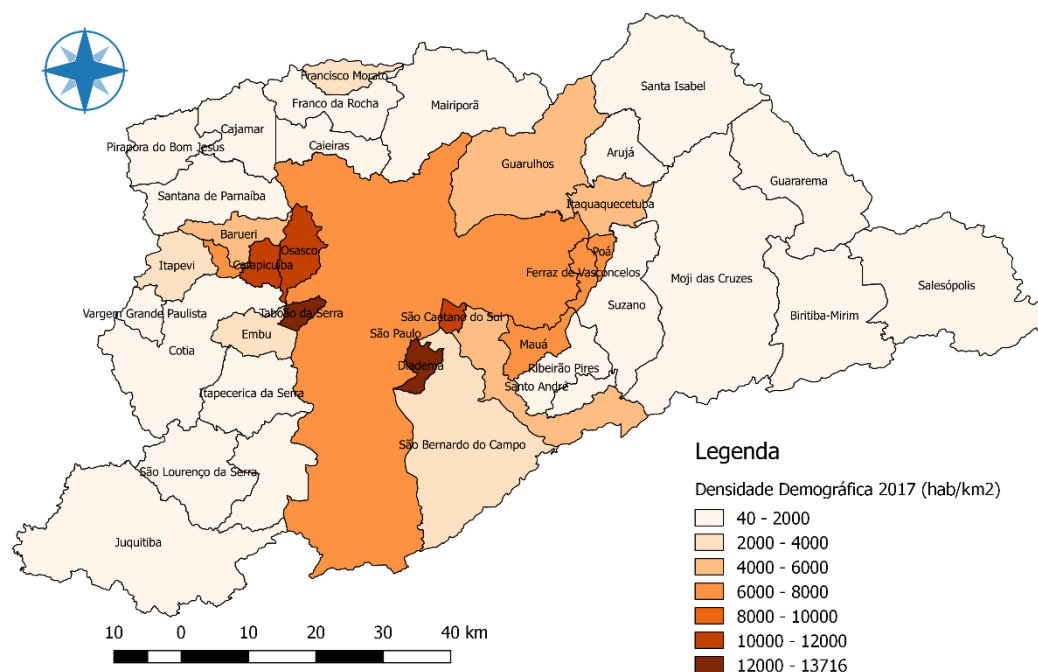 Francisco Morato
Santa Isabel
Franco da Rocha
Mairiporã
Cajamar
Pirapora do Bom Jesus
Caieiras
Arujá
Guarulhos
Guararema
Santana de Parnaíba
Itaquaquecetuba
Barueri
Osasco
Poá
Itapevi
Carapicuíba
Ferraz de Vasconcelos
Moji das Cruzes
Salesópolis
Suzano
Vargem Grande Paulista
Taboão da Serra
São Caetano do Sul
Biritiba-Mirim
Embu
São Paulo
Mauá
Cotia
Diadema
Ribeirão Pires
Itapecerica da Serra
Santo André
São Bernardo do Campo
São Lourenço da Serra
Juquitiba
Legenda
Densidade Demográfica 2017 (hab/km2)
40 - 2000
2000 - 4000
4000 - 6000
6000 - 8000
8000 - 10000
10000 - 12000
12000 - 13716
10 0 10 20 30 40 km